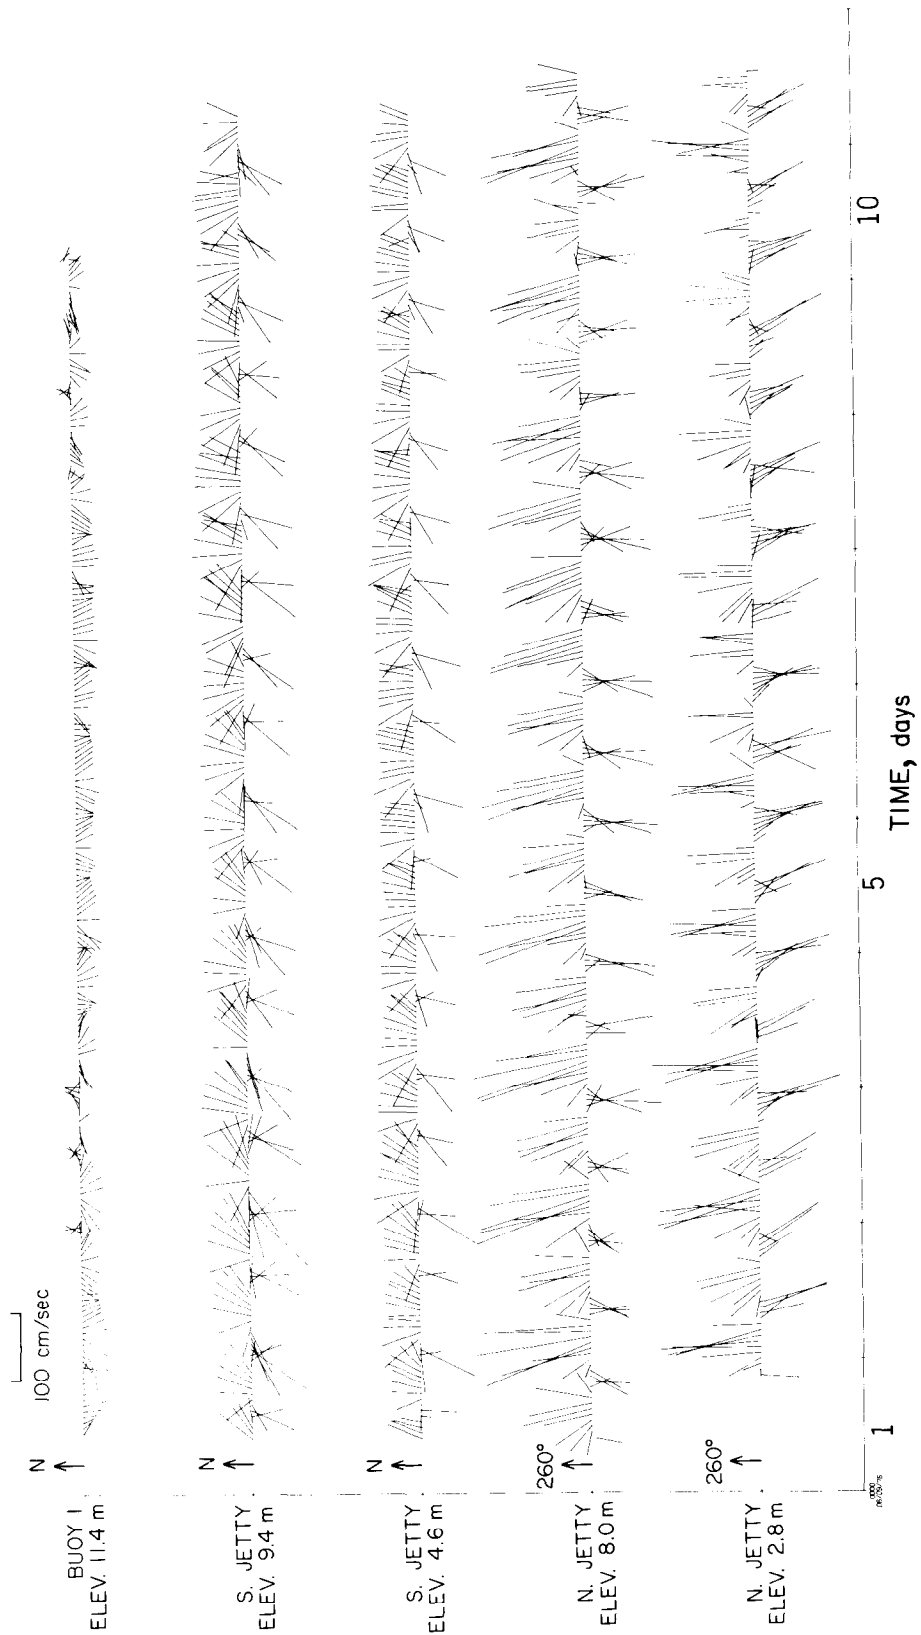 100 cm/sec
BUOY 1
ELEV. 11.4 m
N
S. JETTY
ELEV. 9.4 m
N
S. JETTY
ELEV. 4.6 m
N
N. JETTY
ELEV. 8.0 m
260°
N. JETTY
ELEV. 2.8 m
260°
0000
1
5
10
TIME, days